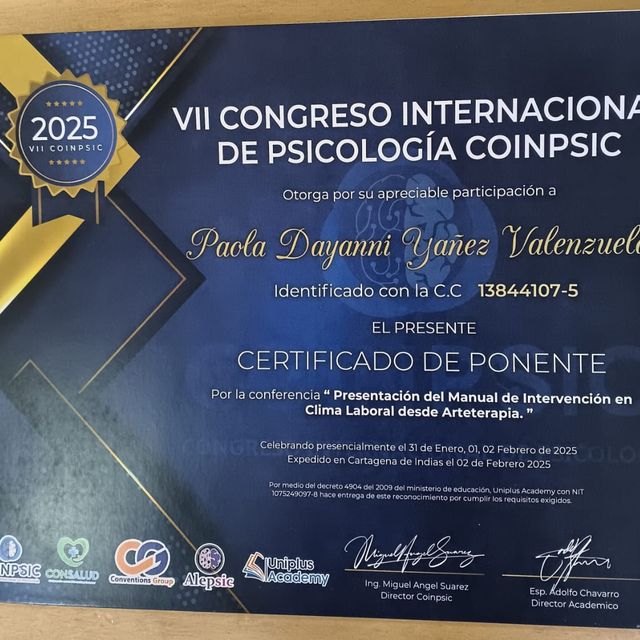 2025
VII COINPSIC
VII CONGRESO INTERNACIONA
DE PSICOLOGÍA COINPSIC
Otorga por su apreciable participación a
Paola Dayanni Yañez Valenzuel
Identificado con la C.C 13844107-5
EL PRESENTE
CERTIFICADO DE PONENTE
Por la conferencia “ Presentación del Manual de Intervención en
Clima Laboral desde Arteterapia. ”
Celebrando presencialmente el 31 de Enero, 01, 02 Febrero de 2025
Expedido en Cartagena de Indias el 02 de Febrero 2025
Por medio del decreto 4904 del 2009 del ministerio de educación, Uniplus Academy con NIT
1075249097-8 hace entrega de este reconocimiento por cumplir los requisitos exigidos.
NPSIC
CONSALUD
Conventions Group
Alepsic
Uniplus
Academy
Miguel Angel Suarez
Ing. Miguel Angel Suarez
Director Coinpsic
Esp. Adolfo Chavarro
Director Academico